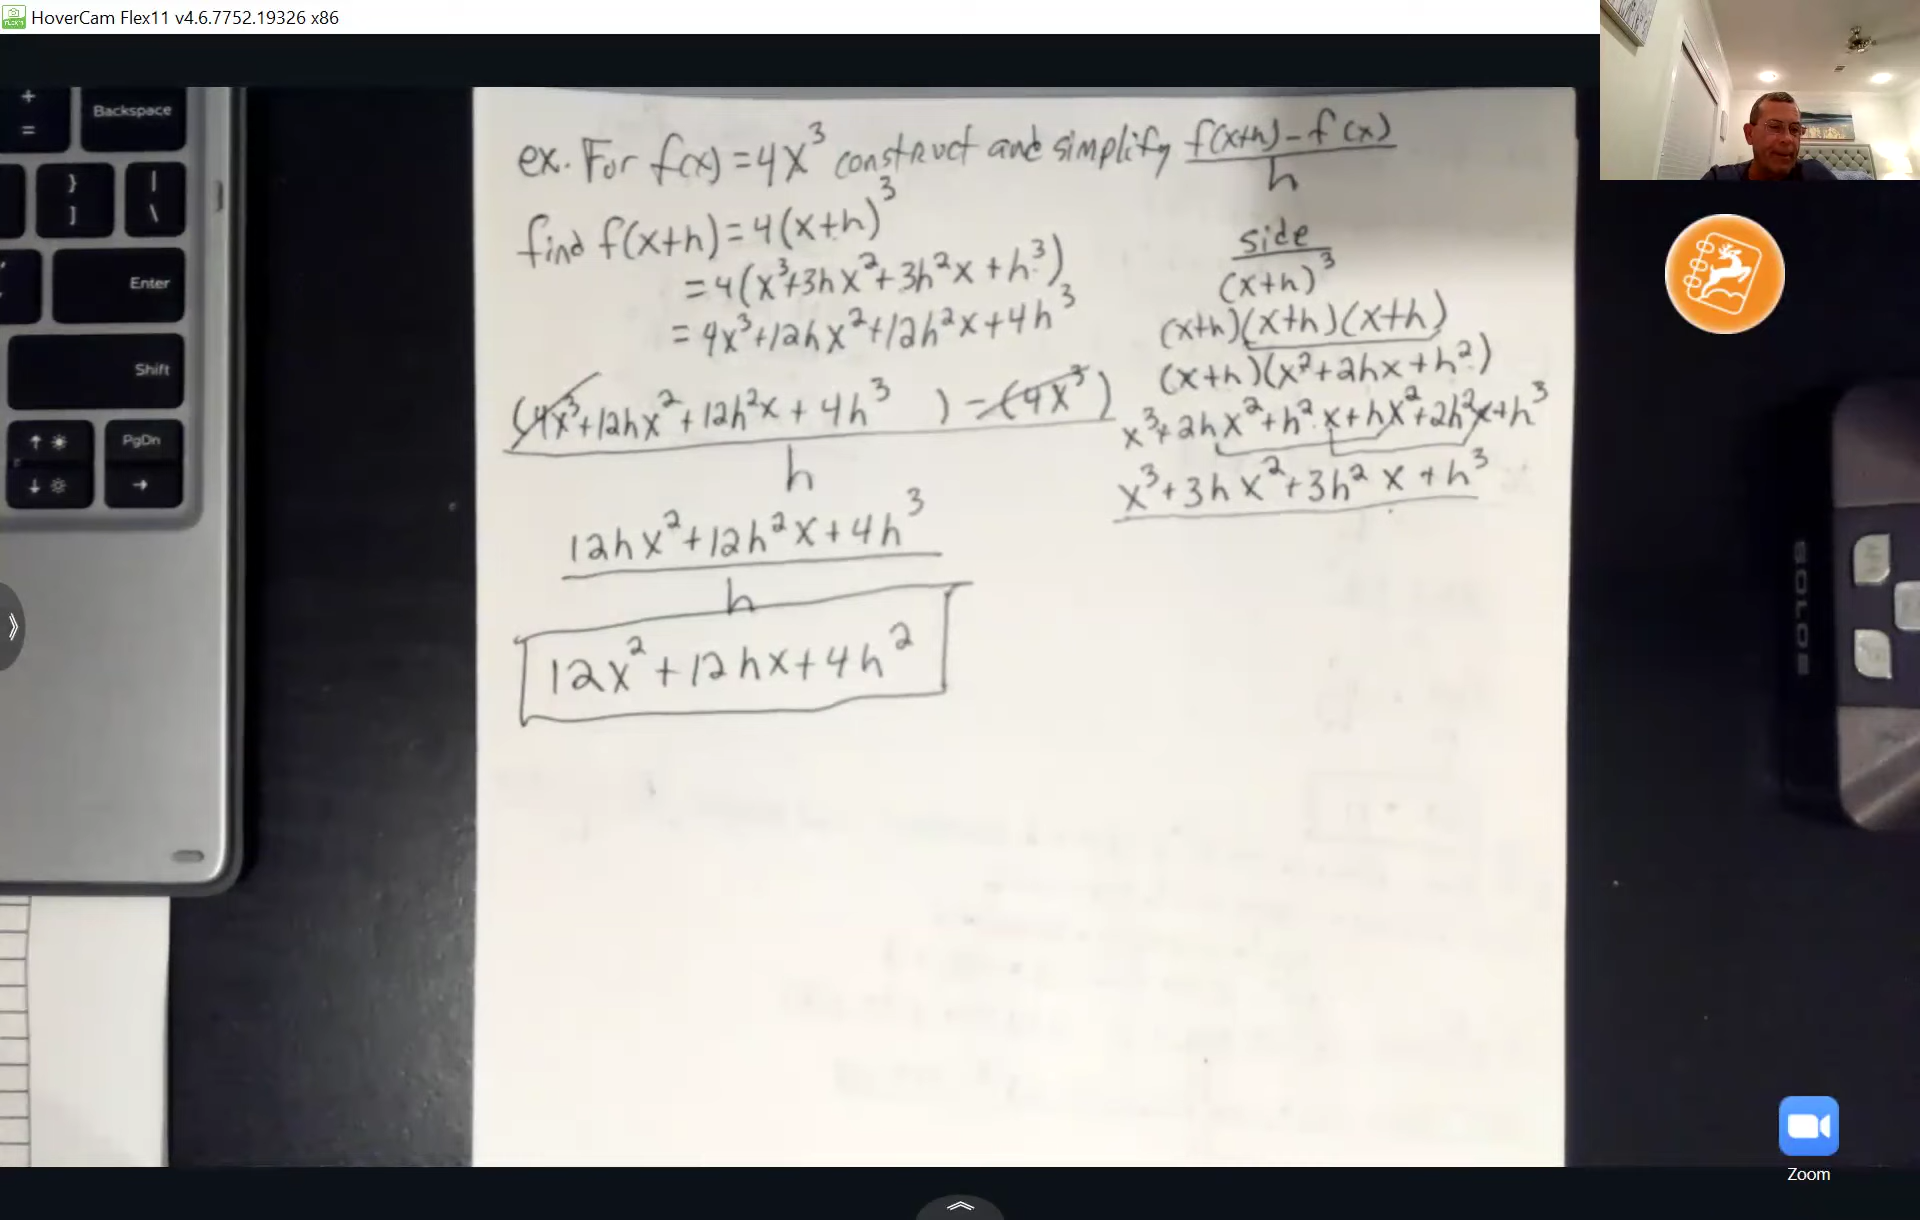 HoverCam Flex11 v4.6.7752.19326 x86
+
=
Backspace
}
]
|
\
Enter
Shift
PgDn
ex. For f(x) = 4x³ construct and simplify f(x+h) - f(x) / h
find f(x+h) = 4(x+h)³
= 4(x³+3hx²+3h²x+h³)
= 4x³+12hx²+12h²x+4h³
(4x³+12hx²+12h²x+4h³) - (4x³)
h
12hx²+12h²x+4h³
h
12x²+12hx+4h²
side
(x+h)³
(x+h)(x+h)(x+h)
(x+h)(x²+2hx+h²)
x³+2hx²+h²x+hx²+2h²x+h³
x³+3hx²+3h²x+h³
SOLO
Zoom